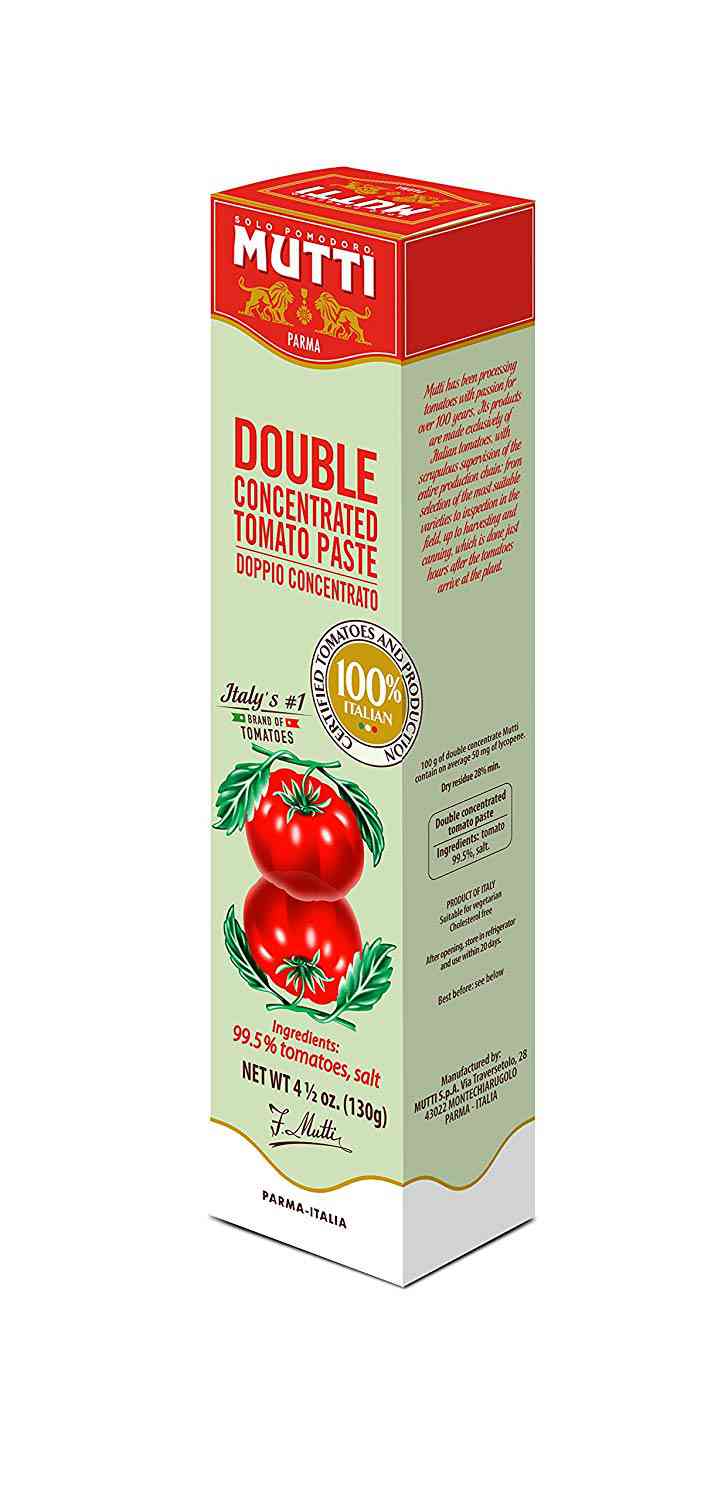 SOLO POMODORO
MUTTI
PARMA
MUTTI
DOUBLE
CONCENTRATED
TOMATO PASTE
DOPPIO CONCENTRATO
CERTIFIED TOMATOES AND PRODUCTION
100%
ITALIAN
Italy's #1
BRAND OF
TOMATOES
Ingredients:
99.5% tomatoes, salt
NET WT 4 ½ oz. (130g)
F. Mutti
PARMA-ITALIA
Mutti has been processing
tomatoes with passion for
over 100 years. Its products
are made exclusively of
Italian tomatoes, with
scrupulous supervision of the
entire production chain: from
selection of the most suitable
varieties to inspection in the
field, up to harvesting and
canning, which is done just
hours after the tomatoes
arrive at the plant.
100 g of double concentrate Mutti
contain on average 50 mg of lycopene.
Dry residue 28% min.
Double concentrated
tomato paste
Ingredients: tomato
99.5%, salt.
PRODUCT OF ITALY
Suitable for vegetarian
Cholesterol free
After opening, store in refrigerator
and use within 20 days.
Best before: see below
Manufactured by:
MUTTI S.p.A. Via Traversetolo, 28
43022 MONTECHIARUGOLO
PARMA - ITALIA